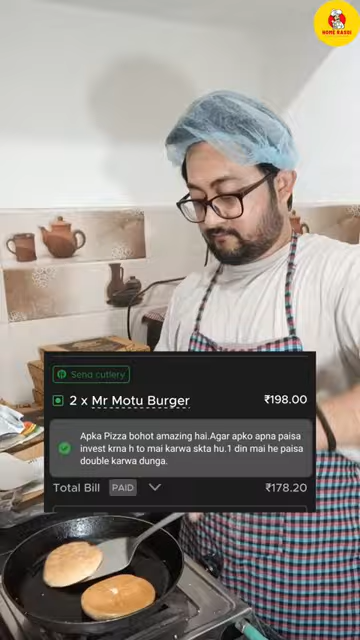 HOME RASOI
Send cutlery
2 x Mr Motu Burger ₹198.00
Apka Pizza bohot amazing hai.Agar apko apna paisa
invest krna h to mai karwa skta hu.1 din mai he paisa
double karwa dunga.
Total Bill PAID ₹178.20